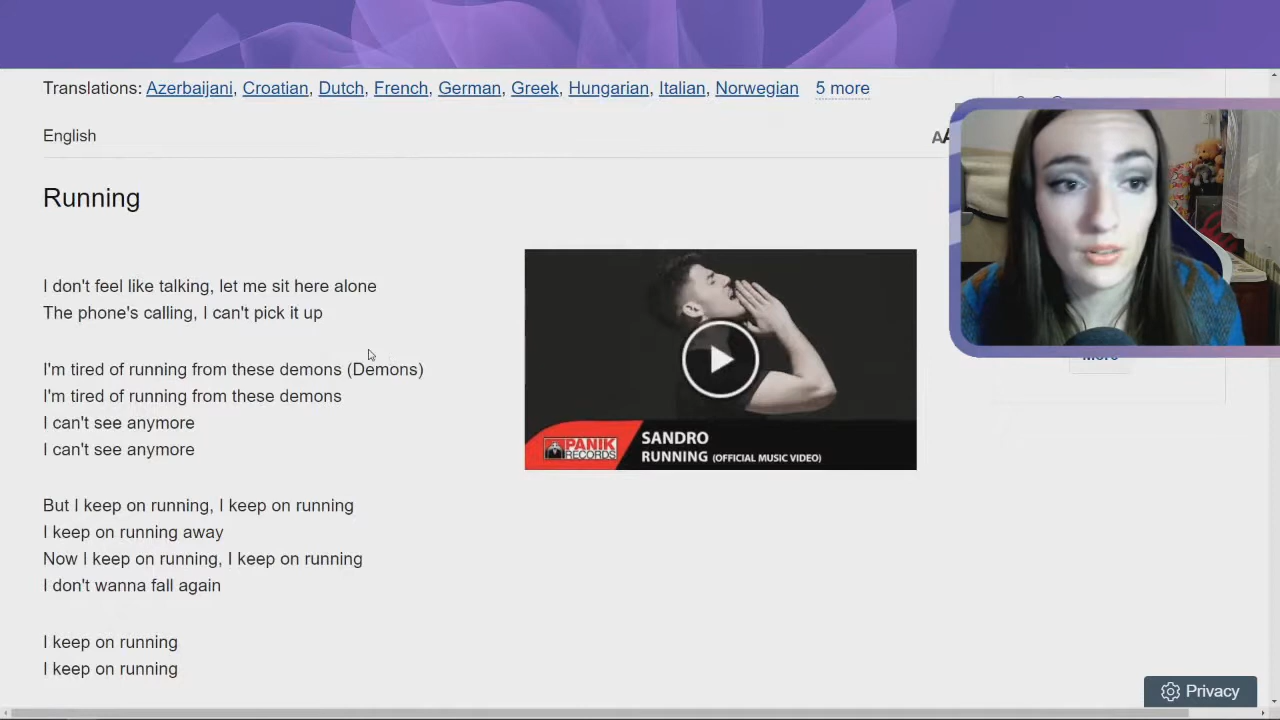 Translations: Azerbaijani, Croatian, Dutch, French, German, Greek, Hungarian, Italian, Norwegian 5 more
English
Running
I don't feel like talking, let me sit here alone
The phone's calling, I can't pick it up
I'm tired of running from these demons (Demons)
I'm tired of running from these demons
I can't see anymore
I can't see anymore
But I keep on running, I keep on running
I keep on running away
Now I keep on running, I keep on running
I don't wanna fall again
I keep on running
I keep on running
PANIK
RECORDS
SANDRO
RUNNING (OFFICIAL MUSIC VIDEO)
Privacy